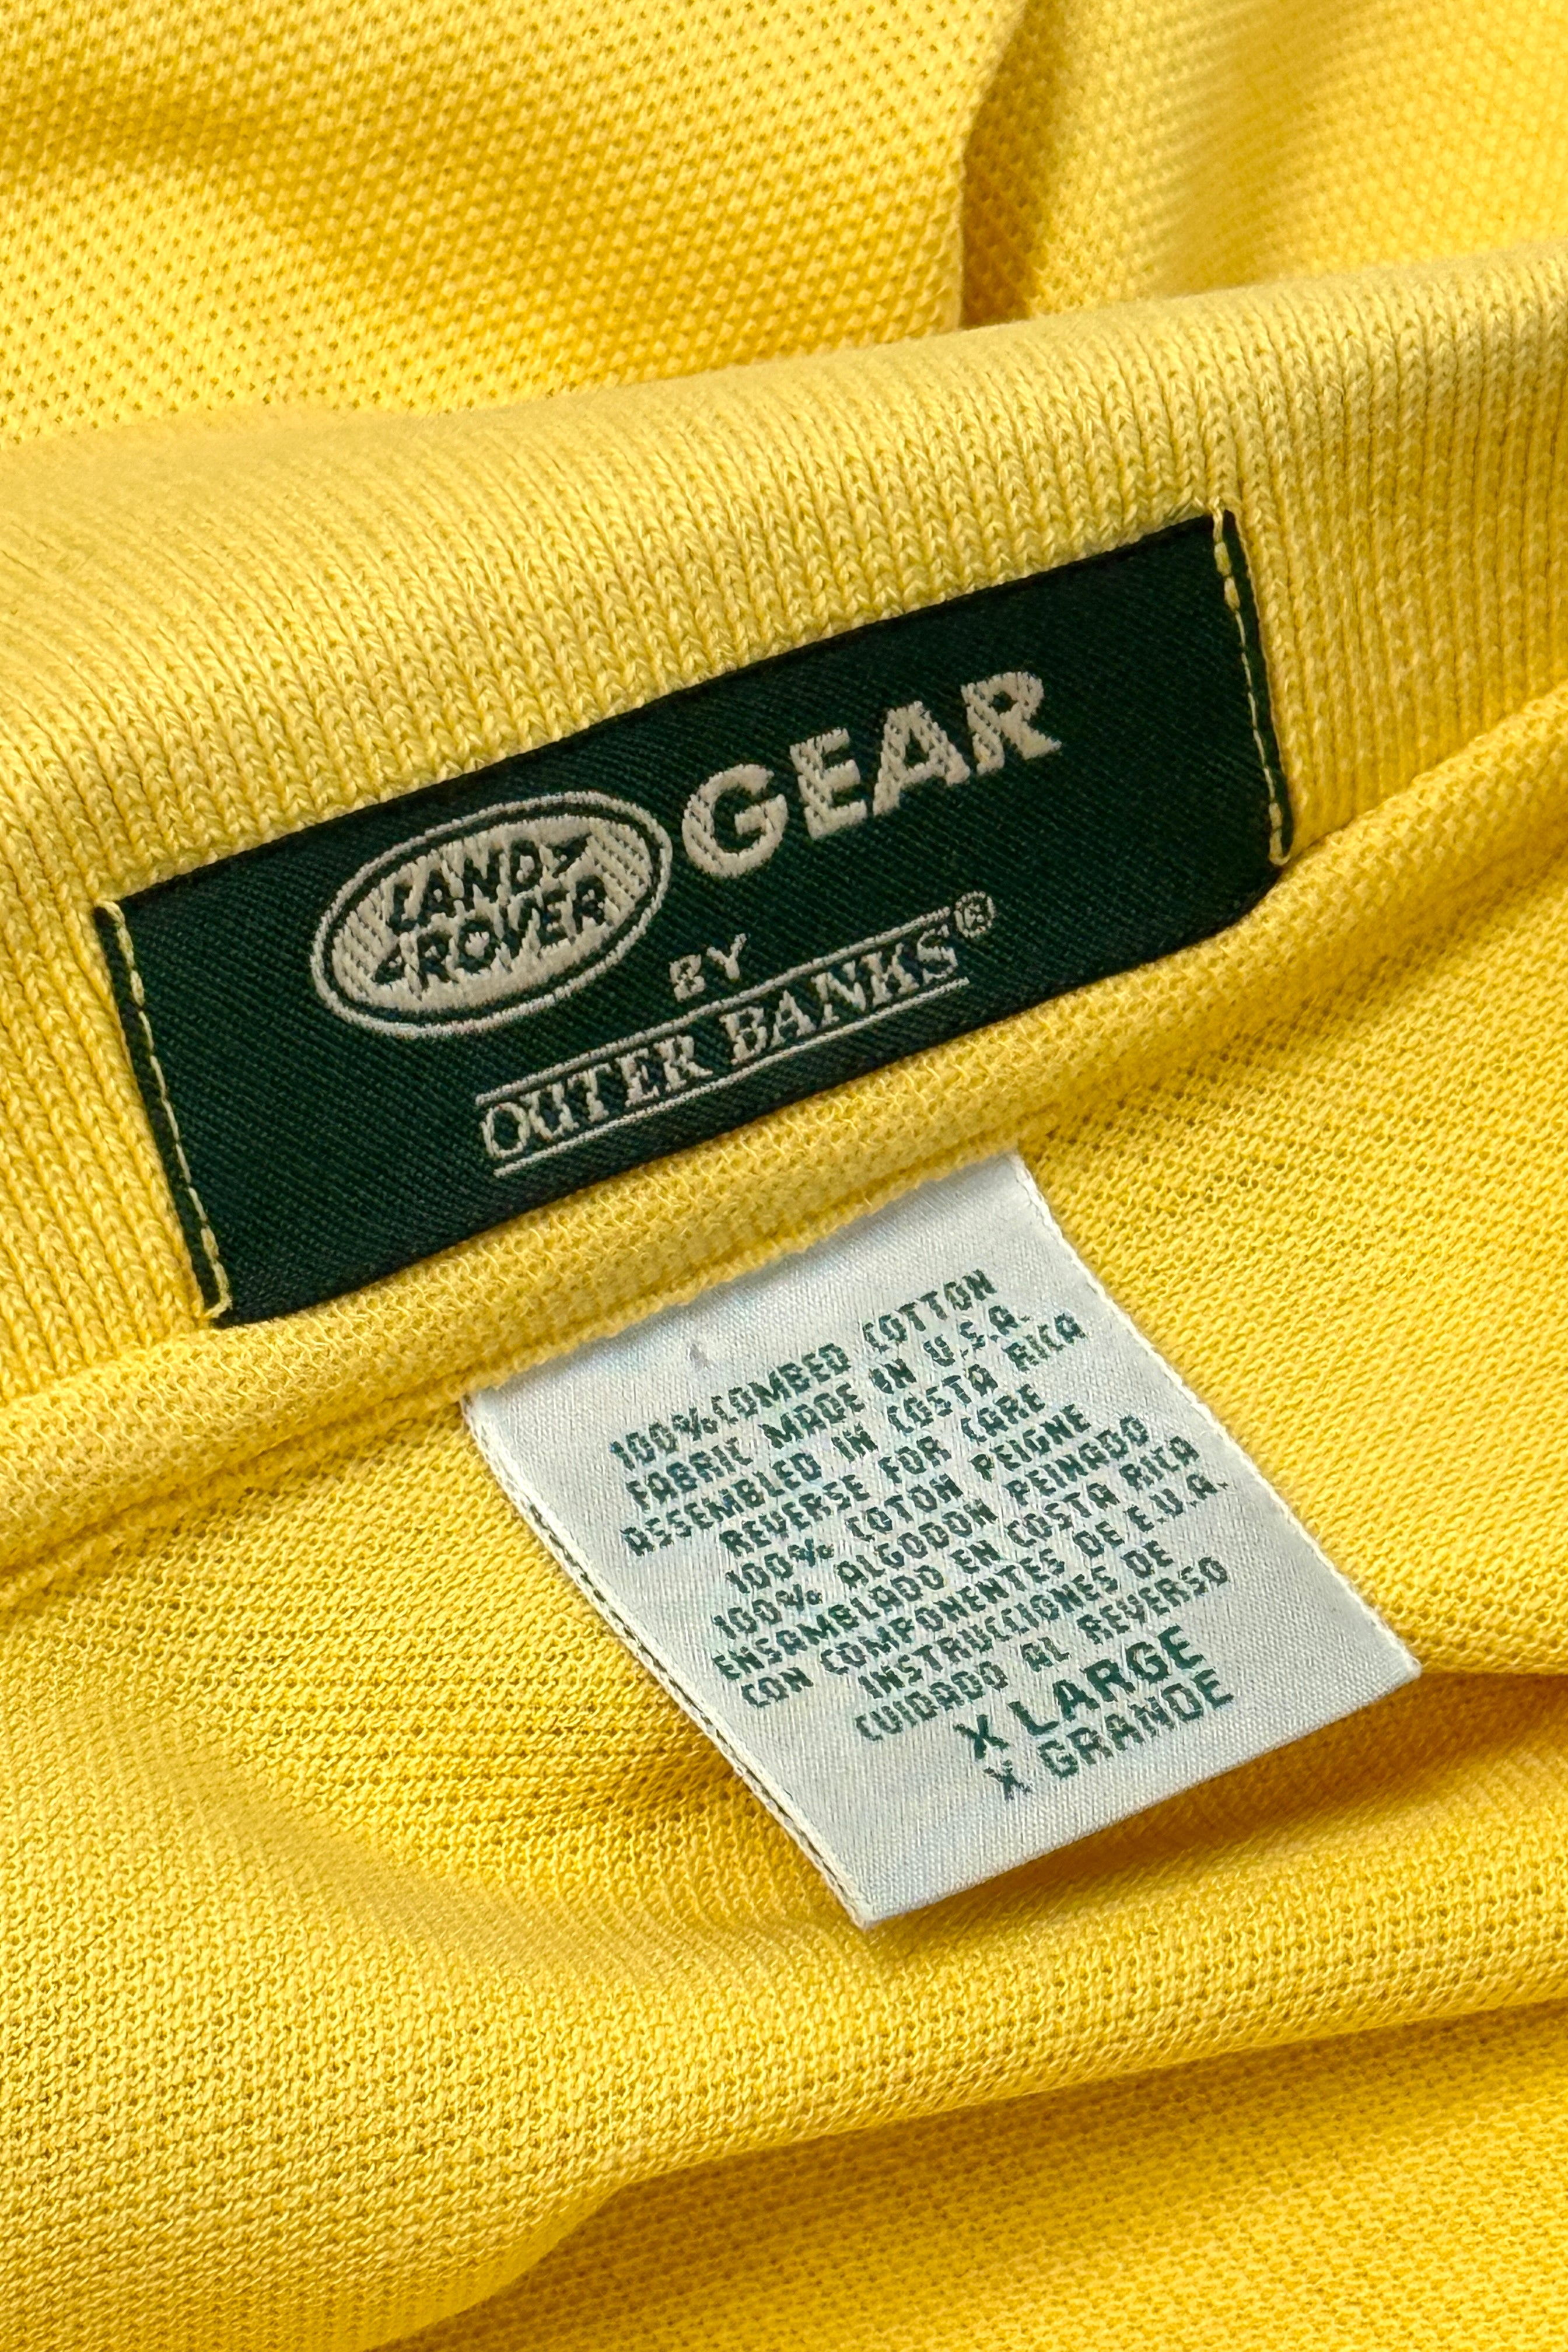 LAND
ROVER
GEAR
BY
OUTER BANKS®
100% COMBED COTTON
FABRIC MADE IN U.S.A.
ASSEMBLED IN COSTA RICA
REVERSE FOR CARE
100% COTON PEIGNE
100% ALGODON PEINADO
ENSAMBLADO EN COSTA RICA
CON COMPONENTES DE E.U.A.
INSTRUCCIONES DE
CUIDADO AL REVERSO
X LARGE
X GRANDE